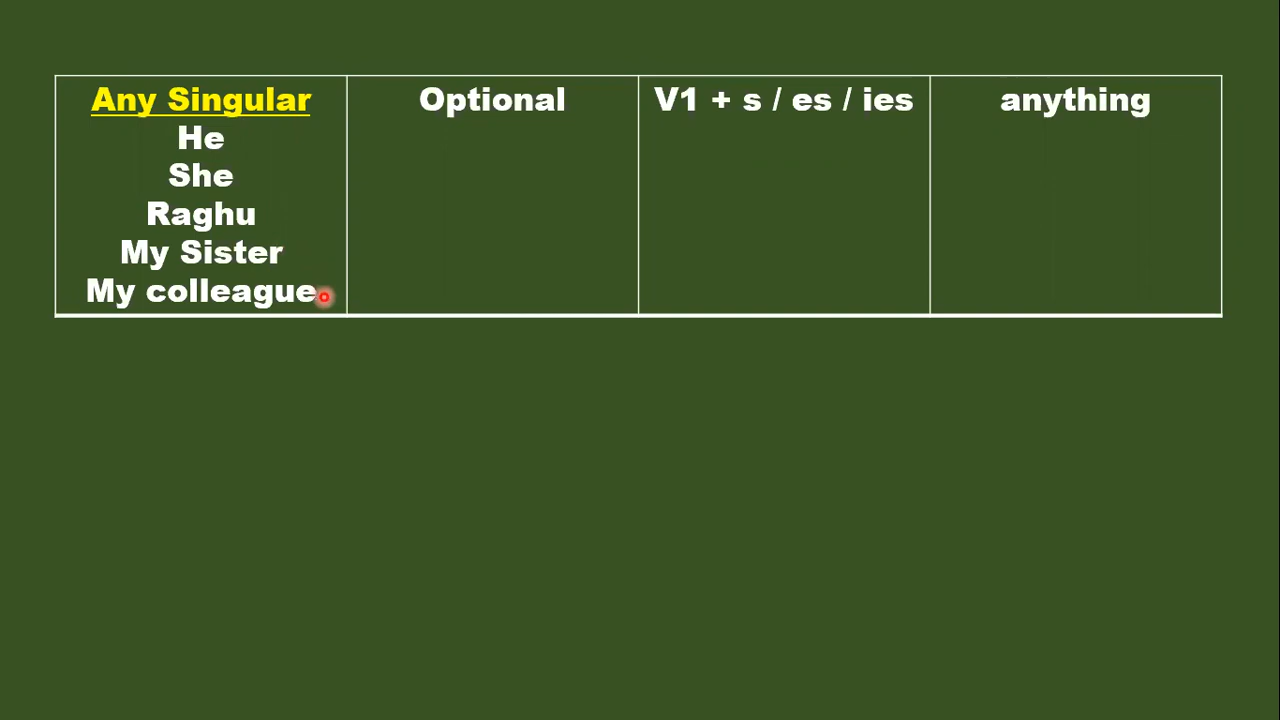 Any Singular
He
She
Raghu
My Sister
My colleague
Optional
V1 + s / es / ies
anything